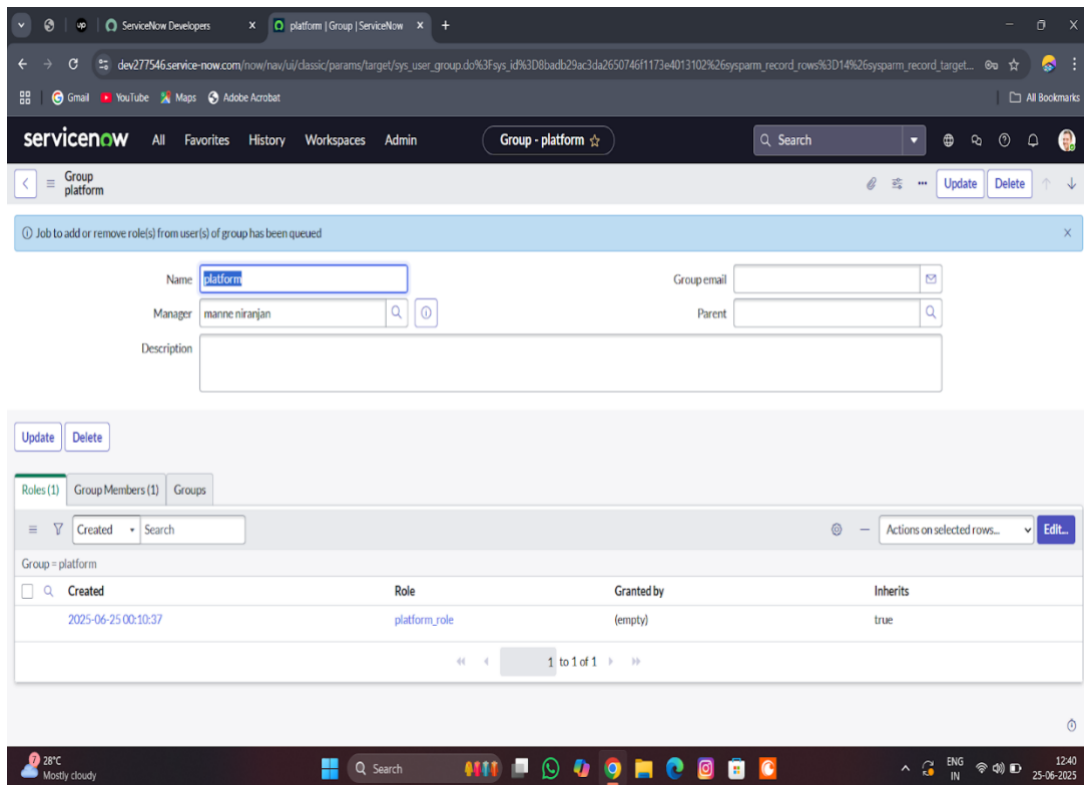 up ServiceNow Developers × platform | Group | ServiceNow × +
dev277546.service-now.com/now/nav/ui/classic/params/target/sys_user_group.do%3Fsys_id%3D8badb29ac3da2650746f1173e4013102%26sysparm_record_rows%3D14%26sysparm_record_target...
Gmail YouTube Maps Adobe Acrobat All Bookmarks
servicenow All Favorites History Workspaces Admin Group - platform Search
Group
platform
Update Delete
Job to add or remove role(s) from user(s) of group has been queued
Name platform Group email
Manager manne niranjan Parent
Description
Update Delete
Roles (1) Group Members (1) Groups
Created Search Actions on selected rows... Edit...
Group = platform
Created Role Granted by Inherits
2025-06-25 00:10:37 platform_role (empty) true
1 to 1 of 1
7 28°C
Mostly cloudy
Search
ENG
IN
12:40
25-06-2025